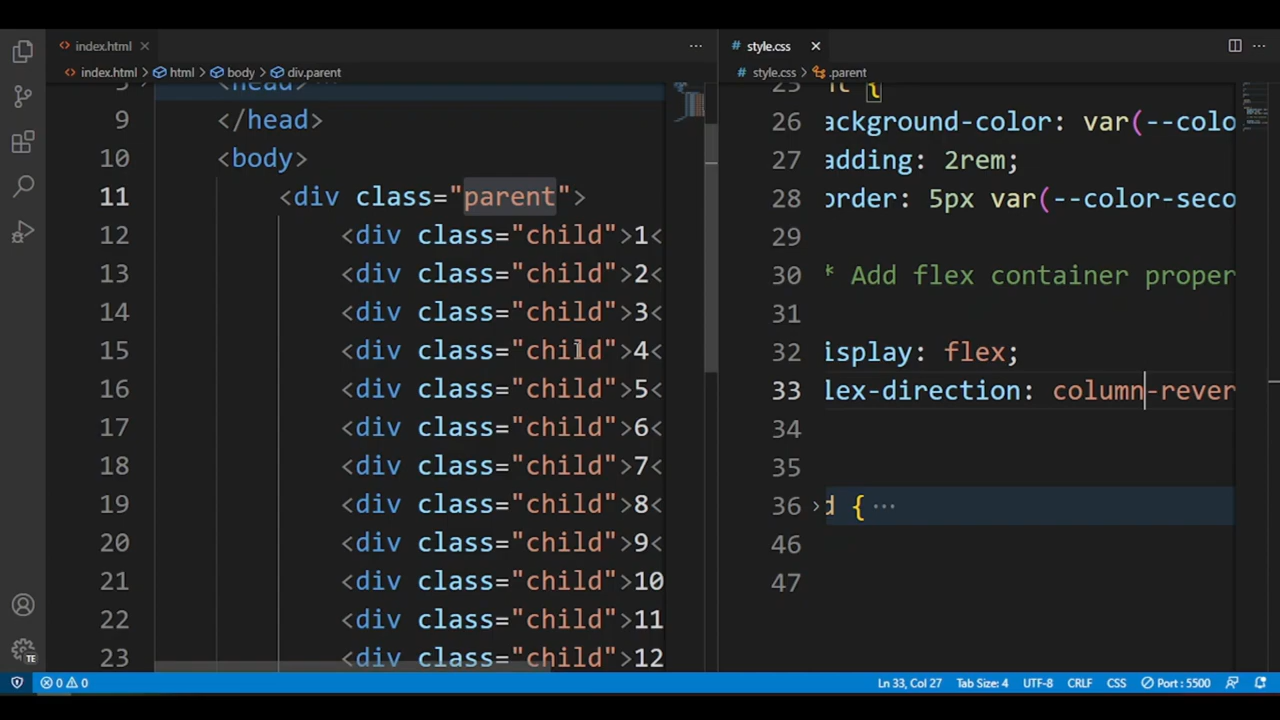 index.html
style.css
index.html html body div.parent
style.css .parent
<head>
9 </head>
10 <body>
11 <div class="parent">
12 <div class="child">1<
13 <div class="child">2<
14 <div class="child">3<
15 <div class="child">4<
16 <div class="child">5<
17 <div class="child">6<
18 <div class="child">7<
19 <div class="child">8<
20 <div class="child">9<
21 <div class="child">10
22 <div class="child">11
23 <div class="child">12
25 nt {
26 ackground-color: var(--colo
27 adding: 2rem;
28 order: 5px var(--color-seco
29
30 * Add flex container proper
31
32 isplay: flex;
33 lex-direction: column-rever
34
35
36 d { ···
46
47
TE
0 0
Ln 33, Col 27 Tab Size: 4 UTF-8 CRLF CSS Port : 5500